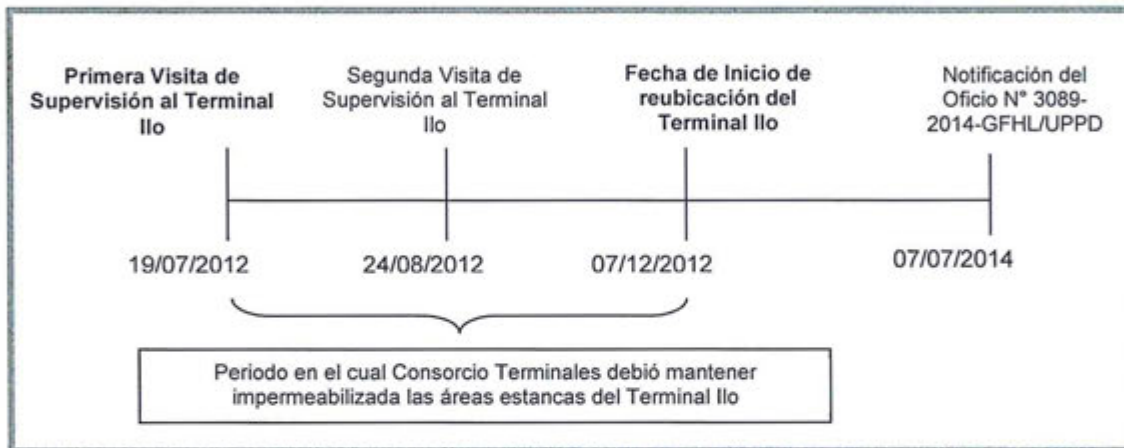 Primera Visita de
Supervisión al Terminal
Ilo
Segunda Visita de
Supervisión al Terminal
Ilo
Fecha de Inicio de
reubicación del
Terminal Ilo
Notificación del
Oficio N° 3089-
2014-GFHL/UPPD
19/07/2012
24/08/2012
07/12/2012
07/07/2014
Periodo en el cual Consorcio Terminales debió mantener
impermeabilizada las áreas estancas del Terminal Ilo